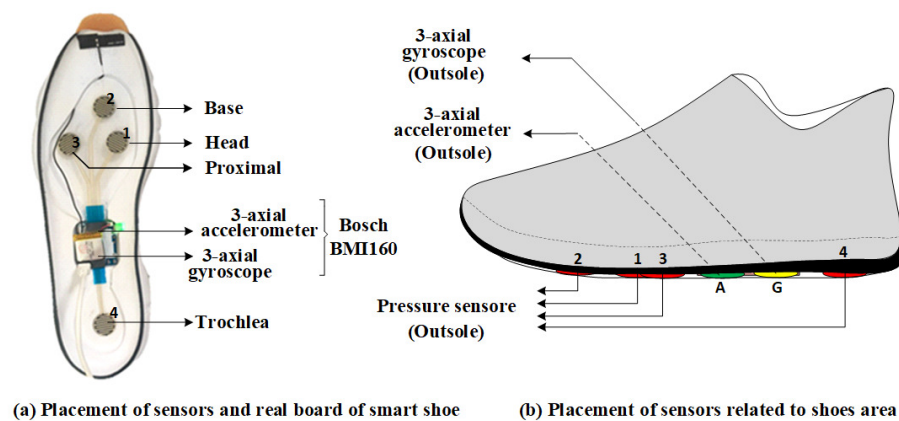 2
Base
1
Head
3
Proximal
3-axial
accelerometer
Bosch
BMI160
3-axial
gyroscope
4
Trochlea
(a) Placement of sensors and real board of smart shoe
3-axial
gyroscope
(Outsole)
3-axial
accelerometer
(Outsole)
2
1
3
4
A
G
Pressure sensore
(Outsole)
(b) Placement of sensors related to shoes area